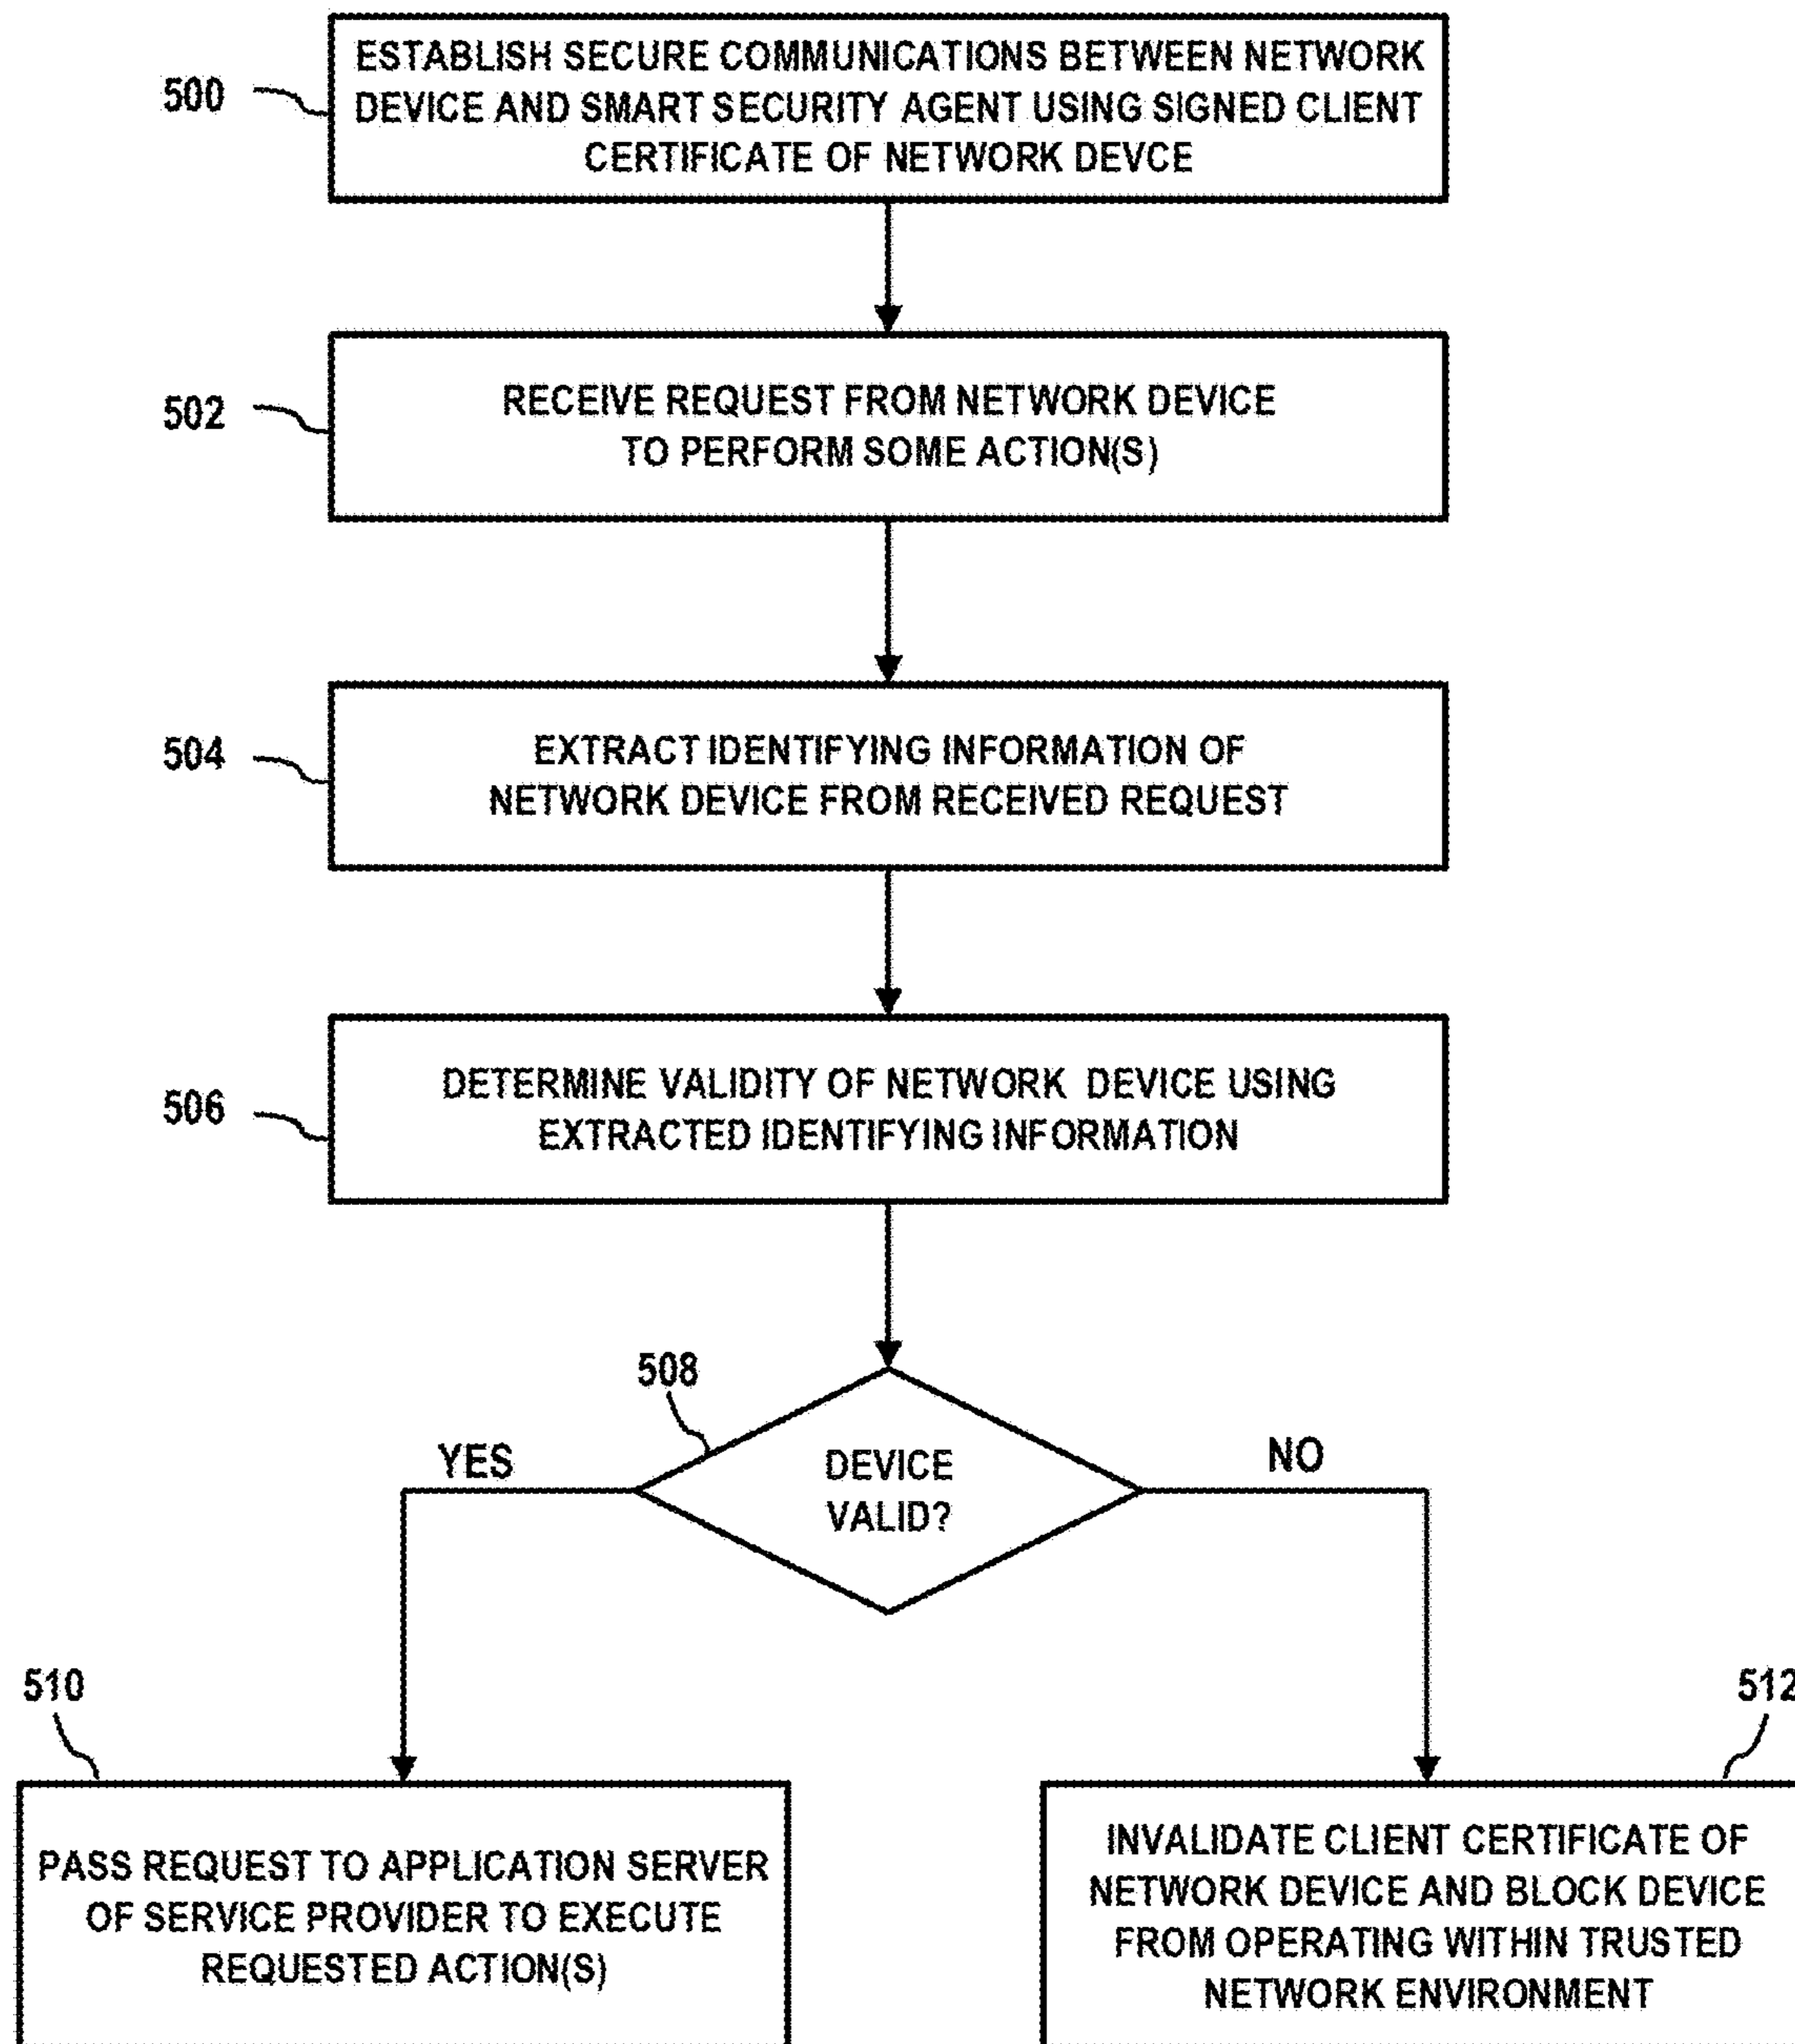 500
ESTABLISH SECURE COMMUNICATIONS BETWEEN NETWORK
DEVICE AND SMART SECURITY AGENT USING SIGNED CLIENT
CERTIFICATE OF NETWORK DEVCE
502
RECEIVE REQUEST FROM NETWORK DEVICE
TO PERFORM SOME ACTION(S)
504
EXTRACT IDENTIFYING INFORMATION OF
NETWORK DEVICE FROM RECEIVED REQUEST
506
DETERMINE VALIDITY OF NETWORK DEVICE USING
EXTRACTED IDENTIFYING INFORMATION
508
DEVICE
VALID?
YES
NO
510
PASS REQUEST TO APPLICATION SERVER
OF SERVICE PROVIDER TO EXECUTE
REQUESTED ACTION(S)
512
INVALIDATE CLIENT CERTIFICATE OF
NETWORK DEVICE AND BLOCK DEVICE
FROM OPERATING WITHIN TRUSTED
NETWORK ENVIRONMENT